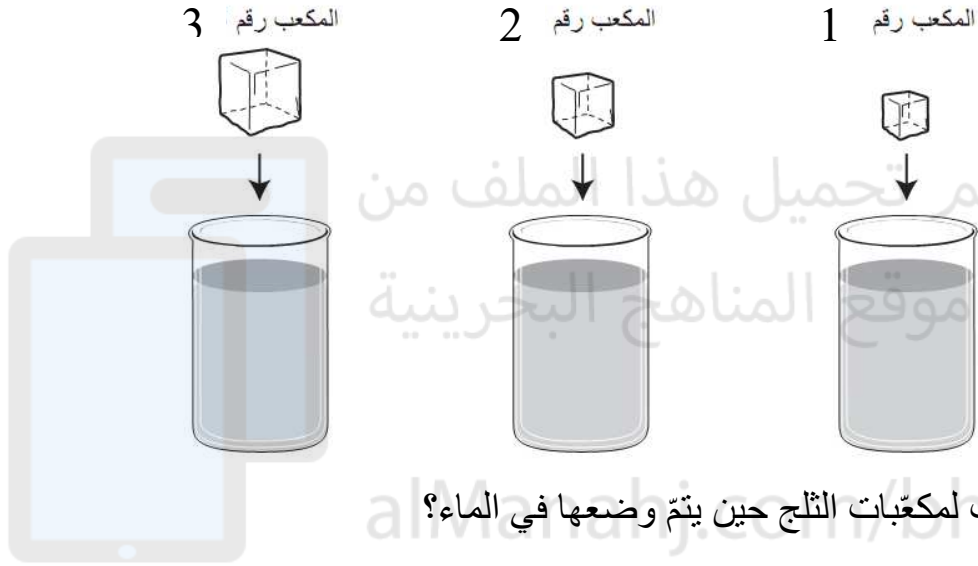 المكعب رقم 1 المكعب رقم 2 المكعب رقم 3
تحميل هذا الملف من
موقع المناهج البحرينية
لمكعّبات الثلج حين يتمّ وضعها في الماء؟
alManahj.com/bh